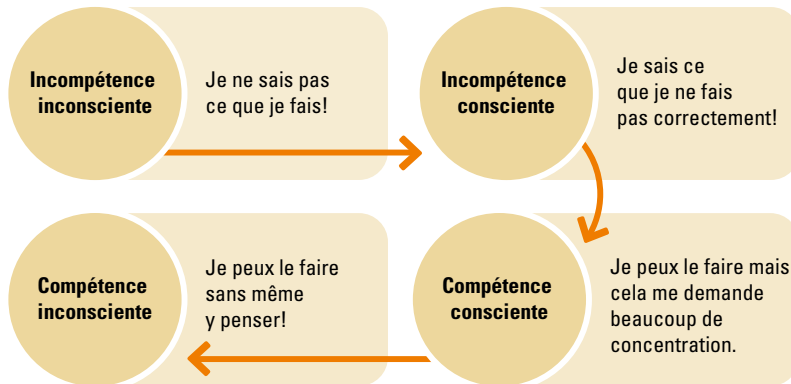 Incompétence
inconsciente
Je ne sais pas
ce que je fais!
Incompétence
consciente
Je sais ce
que je ne fais
pas correctement!
Compétence
inconsciente
Je peux le faire
sans même
y penser!
Compétence
consciente
Je peux le faire mais
cela me demande
beaucoup de
concentration.